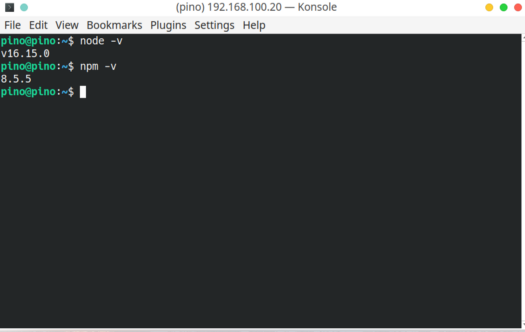 (pino) 192.168.100.20 — Konsole
File Edit View Bookmarks Plugins Settings Help
pino@pino:~$ node -v
v16.15.0
pino@pino:~$ npm -v
8.5.5
pino@pino:~$